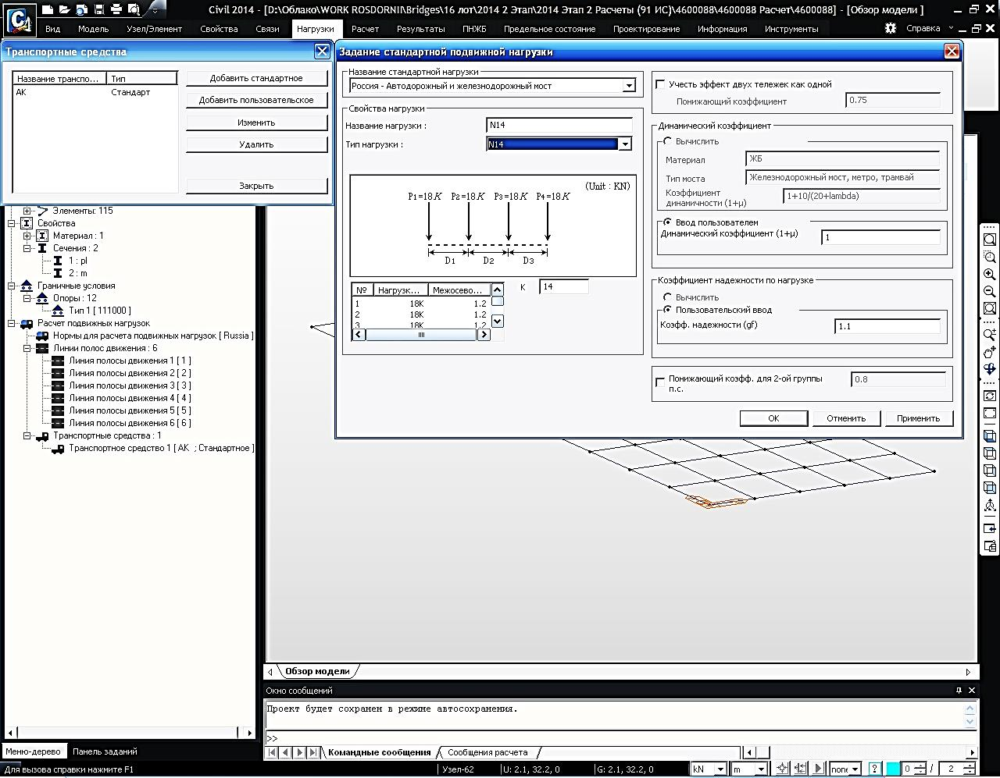 Civil 2014 - [D:\Облако\WORK ROSDORNII\Bridges\16 лот\2014 2 Этап\2014 Этап 2 Расчеты (91 ИС)\4600088\4600088 Расчет\4600088] - [Обзор модели ]
Вид Модель Узел/Элемент Свойства Связи Нагрузки Расчет Результаты ПНЖБ Предельное состояние Проектирование Информация Инструменты Справка
Транспортные средства
Название транспо... Тип
АК Стандарт
Добавить стандартное
Добавить пользовательское
Изменить
Удалить
Закрыть
Элементы: 115
Свойства
Материал : 1
Сечения : 2
1 : pl
2 : m
Граничные условия
Опоры : 12
Тип 1 [ 111000 ]
Расчет подвижных нагрузок
Нормы для расчета подвижных нагрузок [ Russia ]
Линии полос движения : 6
Линия полосы движения 1 [ 1 ]
Линия полосы движения 2 [ 2 ]
Линия полосы движения 3 [ 3 ]
Линия полосы движения 4 [ 4 ]
Линия полосы движения 5 [ 5 ]
Линия полосы движения 6 [ 6 ]
Транспортные средства : 1
Транспортное средство 1 [ АК ; Стандартное ]
Меню-дерево Панель заданий
Задание стандартной подвижной нагрузки
Название стандартной нагрузки
Россия - Автодорожный и железнодорожный мост
Свойства нагрузки
Название нагрузки : N14
Тип нагрузки : N14
(Unit : KN)
P1=18K P2=18K P3=18K P4=18K
D1 D2 D3
№ Нагрузк... Межосево...
1 18K 1.2
2 18K 1.2
3 18K 1.2
К 14
Учесть эффект двух тележек как одной
Понижающий коэффициент 0.75
Динамический коэффициент
Вычислить
Материал ЖБ
Тип моста Железнодорожный мост, метро, трамвай
Коэффициент
динамичности (1+μ) 1+10/(20+lambda)
Ввод пользователем
Динамический коэффициент (1+μ) 1
Коэффициент надежности по нагрузке
Вычислить
Пользовательский ввод
Коэфф. надежности (gf) 1.1
Понижающий коэфф. для 2-ой группы
п.с. 0.8
OK Отменить Применить
Обзор модели
Окно сообщений
Проект будет сохранен в режиме автосохранения.
>>
Командные сообщения Сообщения расчета
Для вызова справки нажмите F1 Узел-62 U: 2.1, 32.2, 0 G: 2.1, 32.2, 0 kN m none ? 0 / 2